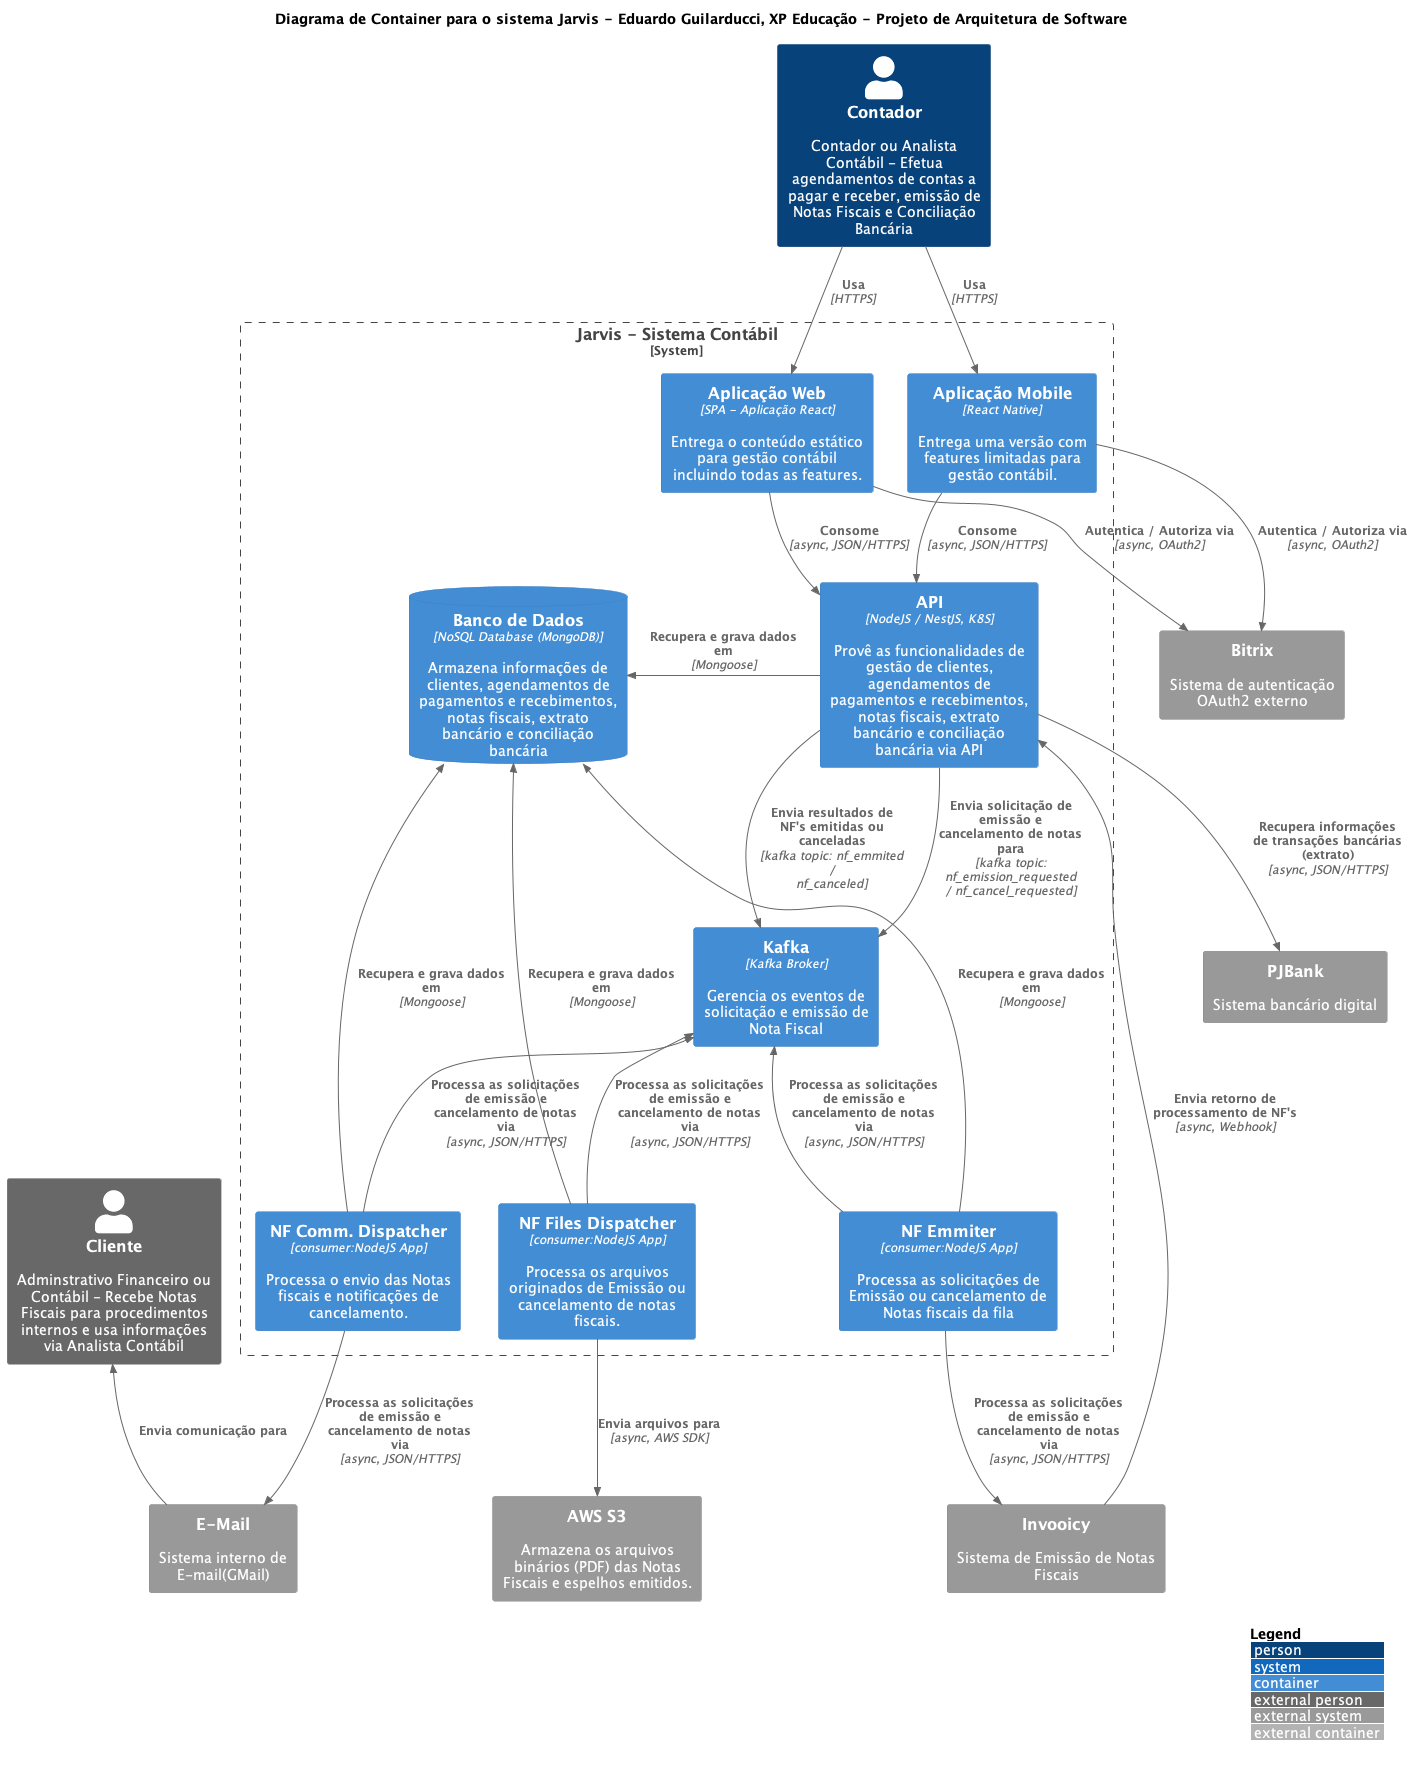 Diagrama de Container para o sistema Jarvis - Eduardo Guilarducci, XP Educação - Projeto de Arquitetura de Software
Contador
Contador ou Analista
Contábil - Efetua
agendamentos de contas a
pagar e receber, emissão de
Notas Fiscais e Conciliação
Bancária
Usa
[HTTPS]
Usa
[HTTPS]
Jarvis - Sistema Contábil
[System]
Aplicação Web
[SPA - Aplicação React]
Entrega o conteúdo estático
para gestão contábil
incluindo todas as features.
Aplicação Mobile
[React Native]
Entrega uma versão com
features limitadas para
gestão contábil.
Consome
[async, JSON/HTTPS]
Consome
[async, JSON/HTTPS]
Autentica / Autoriza via
[async, OAuth2]
Autentica / Autoriza via
[async, OAuth2]
Banco de Dados
[NoSQL Database (MongoDB)]
Armazena informações de
clientes, agendamentos de
pagamentos e recebimentos,
notas fiscais, extrato
bancário e conciliação
bancária
Recupera e grava dados
em
[Mongoose]
API
[NodeJS / NestJS, K8S]
Provê as funcionalidades de
gestão de clientes,
agendamentos de
pagamentos e recebimentos,
notas fiscais, extrato
bancário e conciliação
bancária via API
Bitrix
Sistema de autenticação
OAuth2 externo
Envia resultados de
NF's emitidas ou
canceladas
[kafka topic: nf_emmited
/
nf_canceled]
Envia solicitação de
emissão e
cancelamento de notas
para
[kafka topic:
nf_emission_requested
/ nf_cancel_requested]
Recupera informações
de transações bancárias
(extrato)
[async, JSON/HTTPS]
Kafka
[Kafka Broker]
Gerencia os eventos de
solicitação e emissão de
Nota Fiscal
PJBank
Sistema bancário digital
Recupera e grava dados
em
[Mongoose]
Recupera e grava dados
em
[Mongoose]
Recupera e grava dados
em
[Mongoose]
Processa as solicitações
de emissão e
cancelamento de notas
via
[async, JSON/HTTPS]
Processa as solicitações
de emissão e
cancelamento de notas
via
[async, JSON/HTTPS]
Processa as solicitações
de emissão e
cancelamento de notas
via
[async, JSON/HTTPS]
Envia retorno de
processamento de NF's
[async, Webhook]
Cliente
Adminstrativo Financeiro ou
Contábil - Recebe Notas
Fiscais para procedimentos
internos e usa informações
via Analista Contábil
NF Comm. Dispatcher
[consumer:NodeJS App]
Processa o envio das Notas
fiscais e notificações de
cancelamento.
NF Files Dispatcher
[consumer:NodeJS App]
Processa os arquivos
originados de Emissão ou
cancelamento de notas
fiscais.
NF Emmiter
[consumer:NodeJS App]
Processa as solicitações de
Emissão ou cancelamento de
Notas fiscais da fila
Envia comunicação para
Processa as solicitações
de emissão e
cancelamento de notas
via
[async, JSON/HTTPS]
Envia arquivos para
[async, AWS SDK]
Processa as solicitações
de emissão e
cancelamento de notas
via
[async, JSON/HTTPS]
E-Mail
Sistema interno de
E-mail(GMail)
AWS S3
Armazena os arquivos
binários (PDF) das Notas
Fiscais e espelhos emitidos.
Invooicy
Sistema de Emissão de Notas
Fiscais
Legend
person
system
container
external person
external system
external container